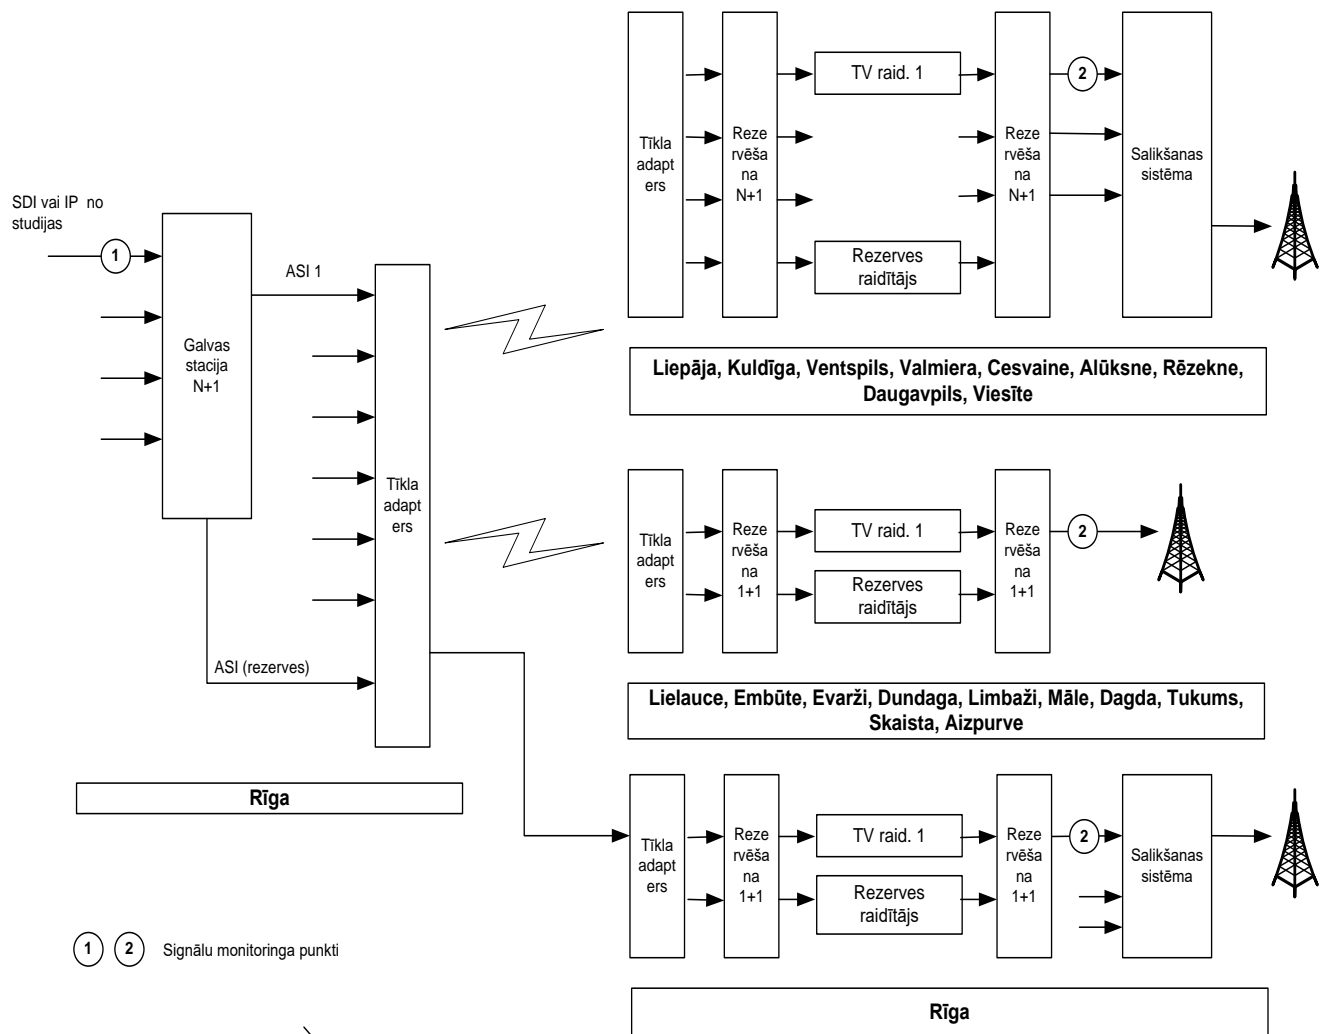 SDI vai IP no
studijas
1
Galvas
stacija
N+1
ASI 1
ASI (rezerves)
Tīkla
adapt
ers
Rīga
1
2
Signālu monitoringa punkti
Tīkla
adapt
ers
Reze
rvēša
na
N+1
TV raid. 1
Rezerves
raidītājs
Reze
rvēša
na
N+1
2
Salikšanas
sistēma
Liepāja, Kuldīga, Ventspils, Valmiera, Cesvaine, Alūksne, Rēzekne,
Daugavpils, Viesīte
Tīkla
adapt
ers
Reze
rvēša
na
1+1
TV raid. 1
Rezerves
raidītājs
Reze
rvēša
na
1+1
2
Lielauce, Embūte, Evarži, Dundaga, Limbaži, Māle, Dagda, Tukums,
Skaista, Aizpurve
Tīkla
adapt
ers
Reze
rvēša
na
1+1
TV raid. 1
Rezerves
raidītājs
Reze
rvēša
na
1+1
2
Salikšanas
sistēma
Rīga